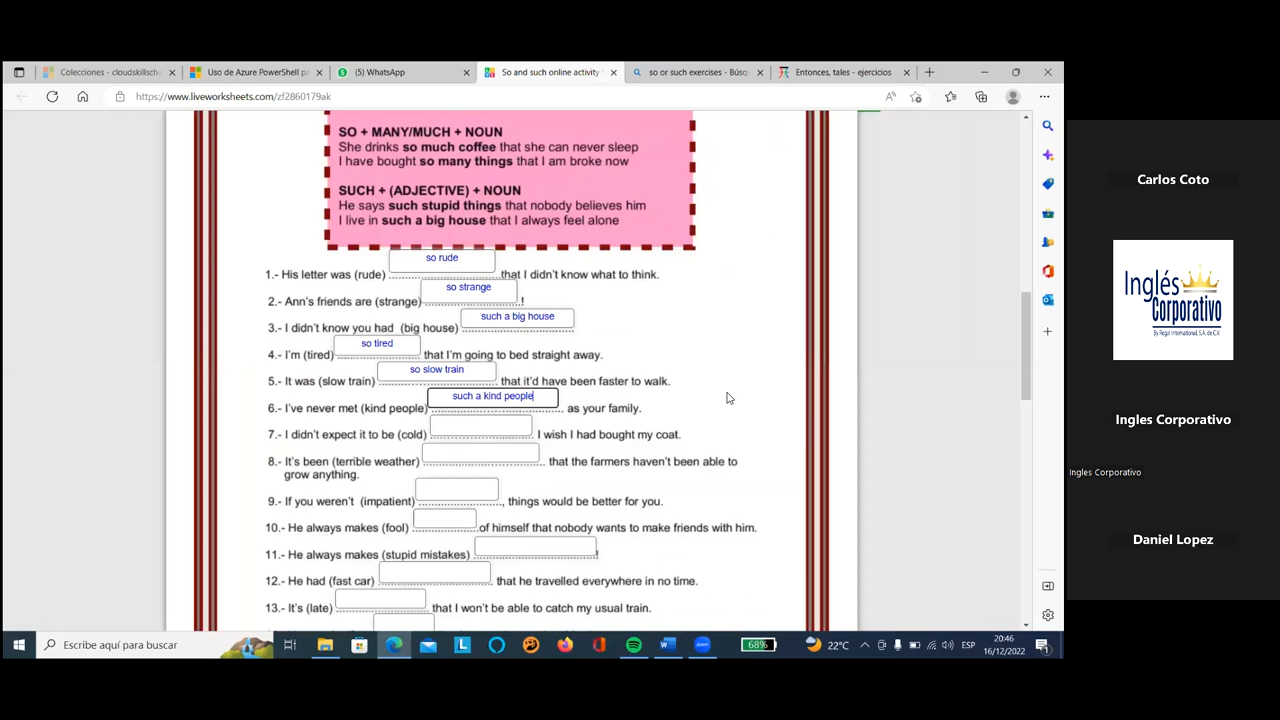 Colecciones - cloudskillsch
Uso de Azure PowerShell pa
(5) WhatsApp
So and such online activity f
so or such exercises - Búsq
Entonces, tales - ejercicios
https://www.liveworksheets.com/zf2860179ak
SO + MANY/MUCH + NOUN
She drinks so much coffee that she can never sleep
I have bought so many things that I am broke now
SUCH + (ADJECTIVE) + NOUN
He says such stupid things that nobody believes him
I live in such a big house that I always feel alone
1.- His letter was (rude) so rude that I didn't know what to think.
2.- Ann's friends are (strange) so strange !
3.- I didn't know you had (big house) such a big house
4.- I'm (tired) so tired that I'm going to bed straight away.
5.- It was (slow train) so slow train that it'd have been faster to walk.
6.- I've never met (kind people) such a kind people as your family.
7.- I didn't expect it to be (cold) I wish I had bought my coat.
8.- It's been (terrible weather) that the farmers haven't been able to
grow anything.
9.- If you weren't (impatient) , things would be better for you.
10.- He always makes (fool) of himself that nobody wants to make friends with him.
11.- He always makes (stupid mistakes) !
12.- He had (fast car) that he travelled everywhere in no time.
13.- It's (late) that I won't be able to catch my usual train.
Escribe aquí para buscar
68%
22°C
ESP
20:46
16/12/2022
Carlos Coto
Inglés
Corporativo
By Regal International, S.A. de C.V.
Ingles Corporativo
Ingles Corporativo
Daniel Lopez